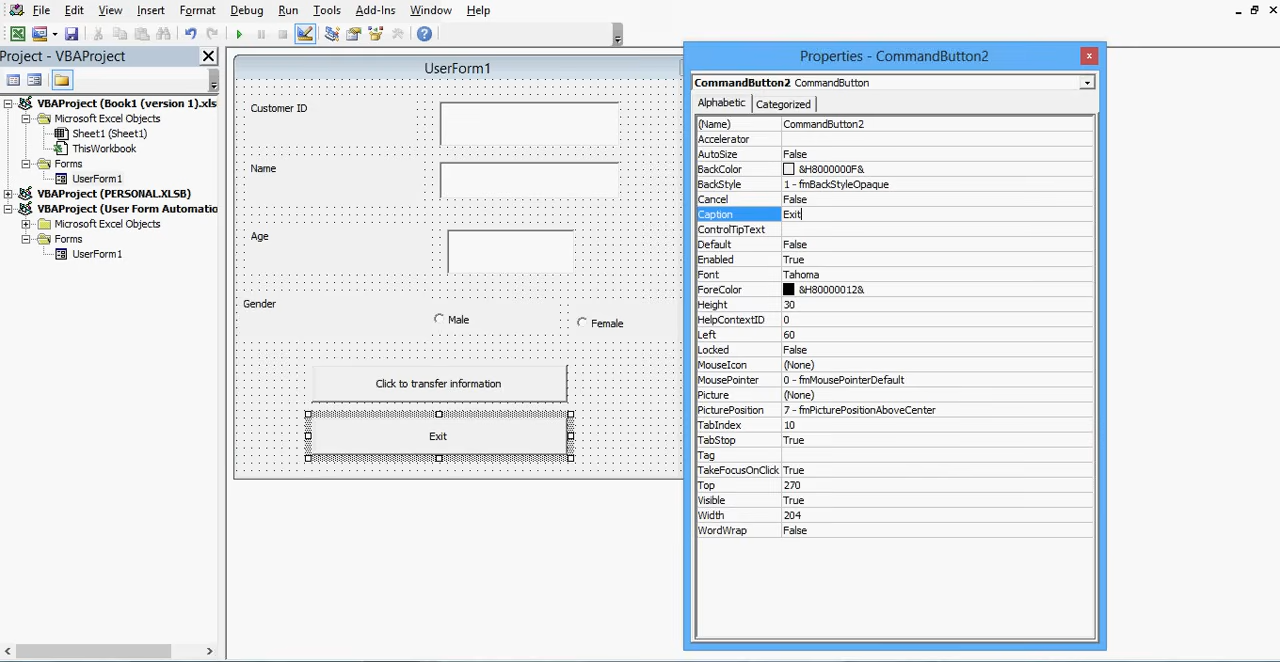 File Edit View Insert Format Debug Run Tools Add-Ins Window Help
Project - VBAProject
VBAProject (Book1 (version 1).xls
Microsoft Excel Objects
Sheet1 (Sheet1)
ThisWorkbook
Forms
UserForm1
VBAProject (PERSONAL.XLSB)
VBAProject (User Form Automatio
Microsoft Excel Objects
Forms
UserForm1
UserForm1
Customer ID
Name
Age
Gender
Male
Female
Click to transfer information
Exit
Properties - CommandButton2
CommandButton2 CommandButton
Alphabetic Categorized
(Name) CommandButton2
Accelerator
AutoSize False
BackColor &H8000000F&
BackStyle 1 - fmBackStyleOpaque
Cancel False
Caption Exit
ControlTipText
Default False
Enabled True
Font Tahoma
ForeColor &H80000012&
Height 30
HelpContextID 0
Left 60
Locked False
MouseIcon (None)
MousePointer 0 - fmMousePointerDefault
Picture (None)
PicturePosition 7 - fmPicturePositionAboveCenter
TabIndex 10
TabStop True
Tag
TakeFocusOnClick True
Top 270
Visible True
Width 204
WordWrap False